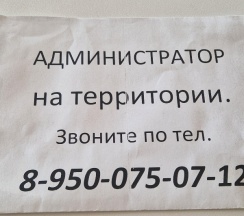 АДМИНИСТРАТОР
на территории.
Звоните по тел.
8-950-075-07-12